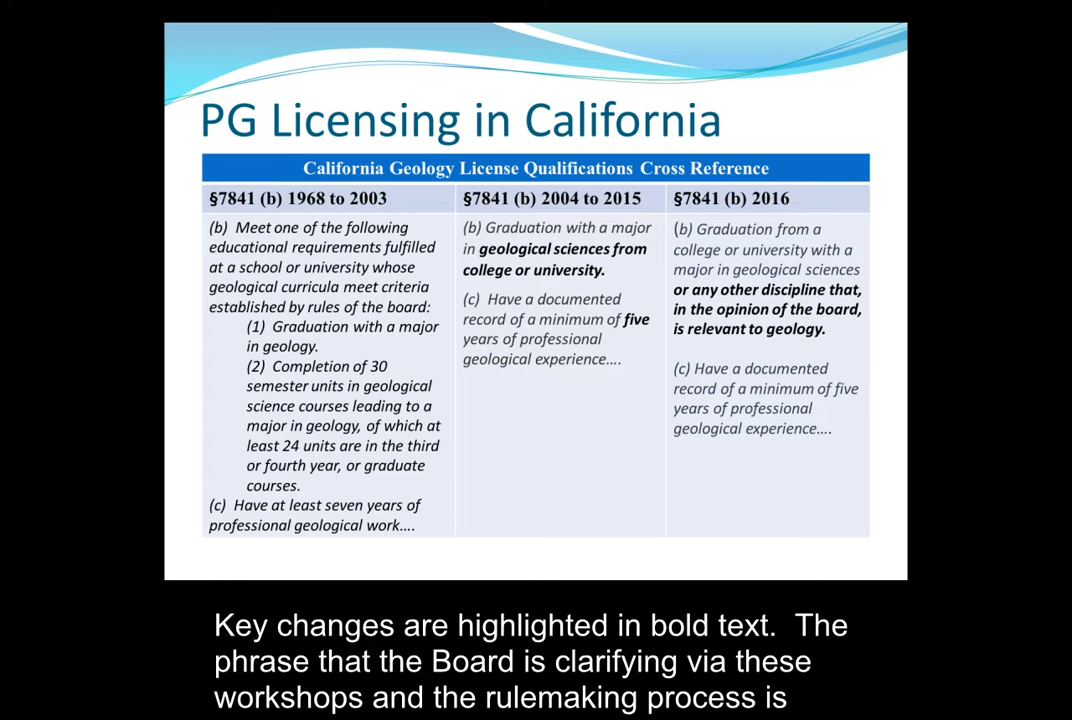 PG Licensing in California
California Geology License Qualifications Cross Reference
§7841 (b) 1968 to 2003
(b) Meet one of the following
educational requirements fulfilled
at a school or university whose
geological curricula meet criteria
established by rules of the board:
(1) Graduation with a major
in geology.
(2) Completion of 30
semester units in geological
science courses leading to a
major in geology, of which at
least 24 units are in the third
or fourth year, or graduate
courses.
(c) Have at least seven years of
professional geological work....
§7841 (b) 2004 to 2015
(b) Graduation with a major
in geological sciences from
college or university.
(c) Have a documented
record of a minimum of five
years of professional
geological experience....
§7841 (b) 2016
(b) Graduation from a
college or university with a
major in geological sciences
or any other discipline that,
in the opinion of the board,
is relevant to geology.
(c) Have a documented
record of a minimum of five
years of professional
geological experience....
Key changes are highlighted in bold text. The
phrase that the Board is clarifying via these
workshops and the rulemaking process is